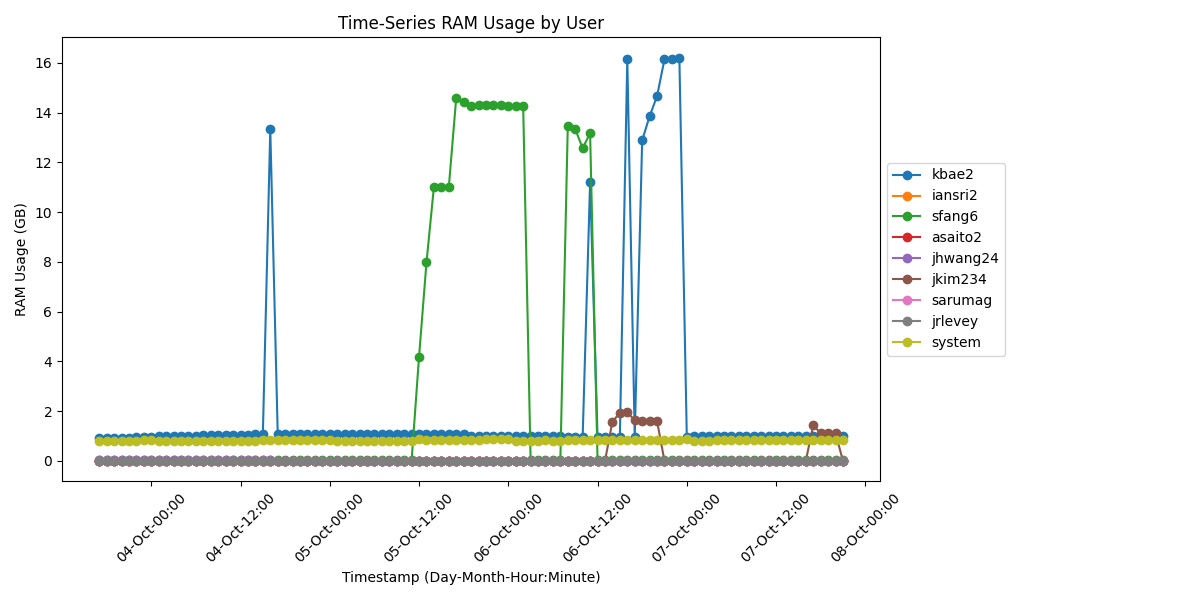 Time-Series RAM Usage by User
RAM Usage (GB)
16
14
12
10
8
6
4
2
0
04-Oct-00:00
04-Oct-12:00
05-Oct-00:00
05-Oct-12:00
06-Oct-00:00
06-Oct-12:00
07-Oct-00:00
07-Oct-12:00
08-Oct-00:00
Timestamp (Day-Month-Hour:Minute)
kbae2
iansri2
sfang6
asaito2
jhwang24
jkim234
sarumag
jrlevey
system